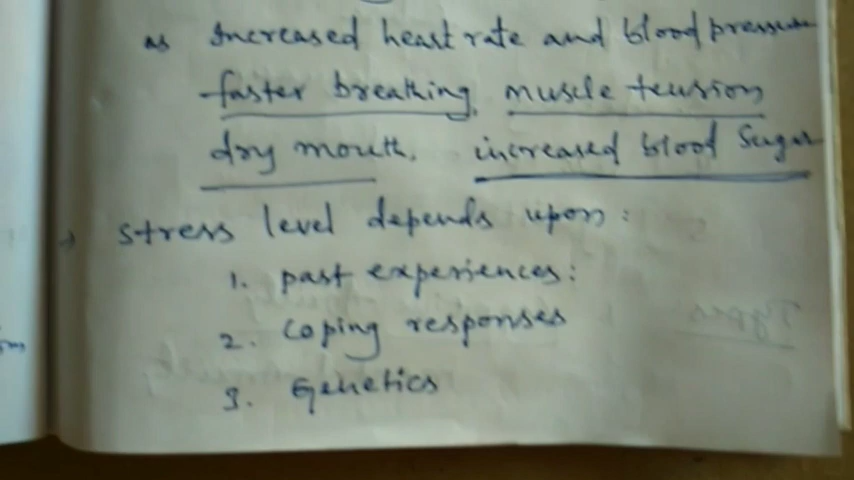 as Increased heart rate and blood pressure
faster breathing, muscle tension
dry mouth, increased blood Sugar
→ stress level depends upon:
1. past experiences:
2. Coping responses
3. Genetics